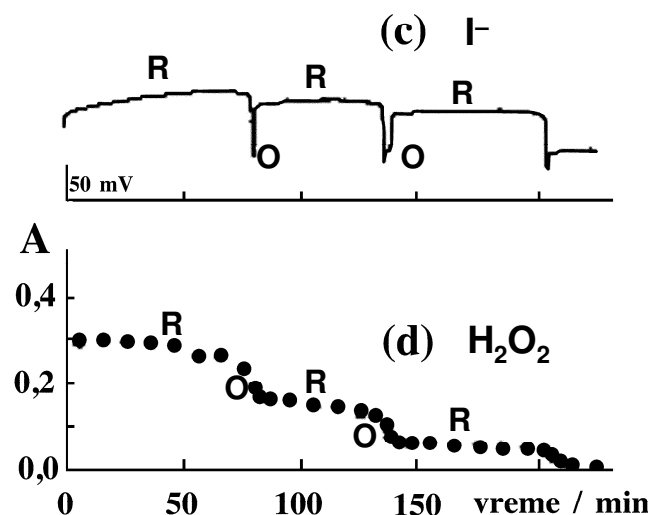 (c) I⁻
R R R
O O
50 mV
A
0,4
R (d) H₂O₂
0,2 O R R
O
0,0
0 50 100 150 vreme / min